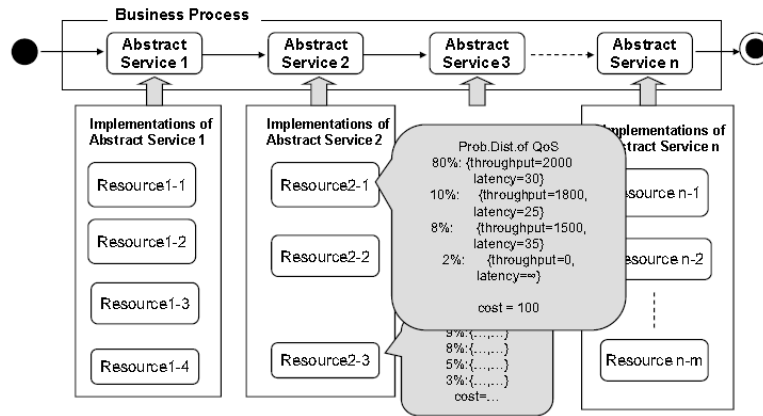 Business Process
Abstract
Service 1
Abstract
Service 2
Abstract
Service 3
Abstract
Service n
Implementations of
Abstract Service 1
Resource1-1
Resource1-2
Resource1-3
Resource1-4
Implementations of
Abstract Service 2
Resource2-1
Resource2-2
Resource2-3
Prob.Dist.of QoS
80%: {throughput=2000
latency=30}
10%: {throughput=1800,
latency=25}
8%: {throughput=1500,
latency=35}
2%: {throughput=0,
latency=∞}
cost = 100
9%:{...,...}
8%:{...,...}
5%:{...,...}
3%:{...,...}
cost=...
Implementations of
Abstract Service n
Resource n-1
n-2
Resource n-m